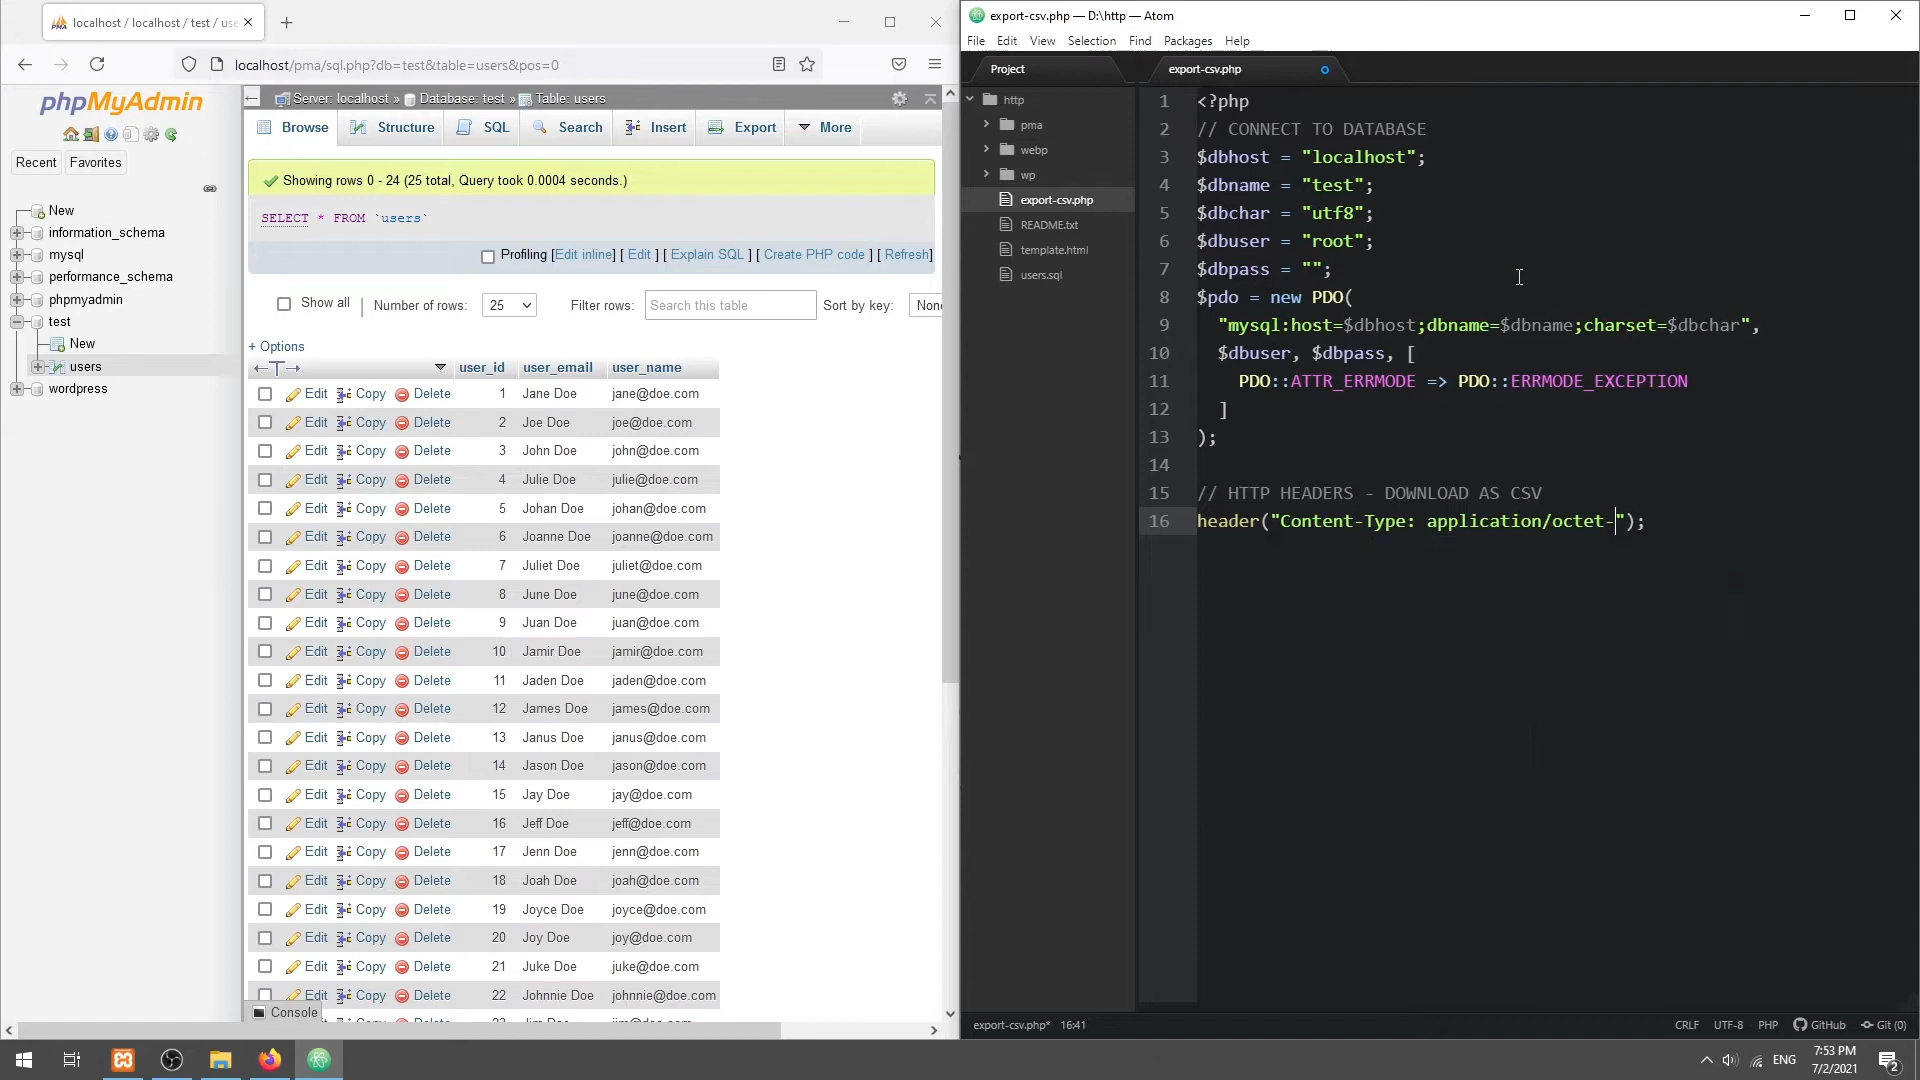 localhost / localhost / test / use
localhost/pma/sql.php?db=test&table=users&pos=0
phpMyAdmin
Recent
Favorites
New
information_schema
mysql
performance_schema
phpmyadmin
test
New
users
wordpress
Server: localhost » Database: test » Table: users
Browse
Structure
SQL
Search
Insert
Export
More
Showing rows 0 - 24 (25 total, Query took 0.0004 seconds.)
SELECT * FROM `users`
Profiling [Edit inline] [ Edit ] [ Explain SQL ] [ Create PHP code ] [ Refresh]
Show all | Number of rows: 25 Filter rows: Search this table Sort by key: None
+ Options
user_id user_email user_name
Edit Copy Delete 1 Jane Doe jane@doe.com
Edit Copy Delete 2 Joe Doe joe@doe.com
Edit Copy Delete 3 John Doe john@doe.com
Edit Copy Delete 4 Julie Doe julie@doe.com
Edit Copy Delete 5 Johan Doe johan@doe.com
Edit Copy Delete 6 Joanne Doe joanne@doe.com
Edit Copy Delete 7 Juliet Doe juliet@doe.com
Edit Copy Delete 8 June Doe june@doe.com
Edit Copy Delete 9 Juan Doe juan@doe.com
Edit Copy Delete 10 Jamir Doe jamir@doe.com
Edit Copy Delete 11 Jaden Doe jaden@doe.com
Edit Copy Delete 12 James Doe james@doe.com
Edit Copy Delete 13 Janus Doe janus@doe.com
Edit Copy Delete 14 Jason Doe jason@doe.com
Edit Copy Delete 15 Jay Doe jay@doe.com
Edit Copy Delete 16 Jeff Doe jeff@doe.com
Edit Copy Delete 17 Jenn Doe jenn@doe.com
Edit Copy Delete 18 Joah Doe joah@doe.com
Edit Copy Delete 19 Joyce Doe joyce@doe.com
Edit Copy Delete 20 Joy Doe joy@doe.com
Edit Copy Delete 21 Juke Doe juke@doe.com
Edit Copy Delete 22 Johnnie Doe johnnie@doe.com
Console
export-csv.php — D:\http — Atom
File Edit View Selection Find Packages Help
Project
http
pma
webp
wp
export-csv.php
README.txt
template.html
users.sql
export-csv.php
1 <?php
2 // CONNECT TO DATABASE
3 $dbhost = "localhost";
4 $dbname = "test";
5 $dbchar = "utf8";
6 $dbuser = "root";
7 $dbpass = "";
8 $pdo = new PDO(
9 "mysql:host=$dbhost;dbname=$dbname;charset=$dbchar",
10 $dbuser, $dbpass, [
11 PDO::ATTR_ERRMODE => PDO::ERRMODE_EXCEPTION
12 ]
13 );
14
15 // HTTP HEADERS - DOWNLOAD AS CSV
16 header("Content-Type: application/octet-");
export-csv.php* 16:41
CRLF UTF-8 PHP GitHub Git (0)
ENG
7:53 PM
7/2/2021
2